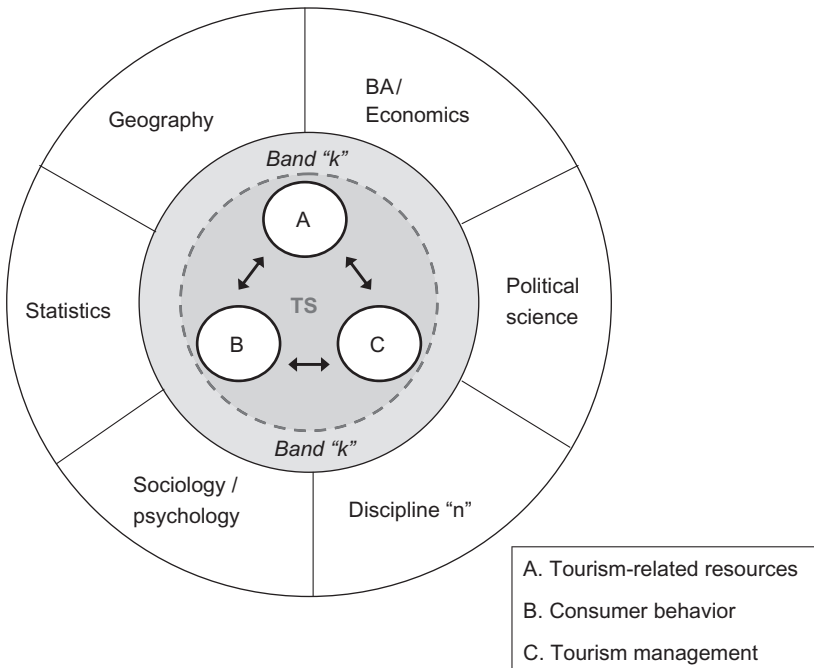 BA/
Economics
Geography
Band “k”
A
Political
science
Statistics
TS
B
C
Band “k”
Sociology /
psychology
Discipline “n”
A. Tourism-related resources
B. Consumer behavior
C. Tourism management